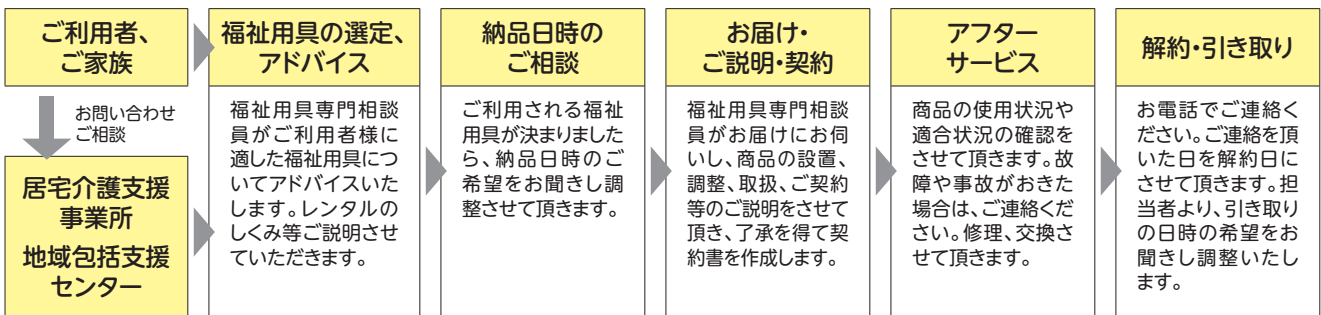 ご利用者、
ご家族
お問い合わせ
ご相談
居宅介護支援
事業所
地域包括支援
センター
福祉用具の選定、
アドバイス
福祉用具専門相談
員がご利用者様に
適した福祉用具につ
いてアドバイスいた
します。レンタルの
しくみ等ご説明させ
ていただきます。
納品日時の
ご相談
ご利用される福祉
用具が決まりました
ら、納品日時のご
希望をお聞きし調
整させて頂きます。
お届け・
ご説明・契約
福祉用具専門相談
員がお届けにお伺
いし、商品の設置、
調整、取扱、ご契約
等のご説明をさせて
頂き、了承を得て契
約書を作成します。
アフター
サービス
商品の使用状況や
適合状況の確認を
させて頂きます。故
障や事故がおきた
場合は、ご連絡くだ
さい。修理、交換さ
せて頂きます。
解約・引き取り
お電話でご連絡く
ださい。ご連絡を頂
いた日を解約日に
させて頂きます。担
当者より、引き取り
の日時の希望をお
聞きし調整いたし
ます。